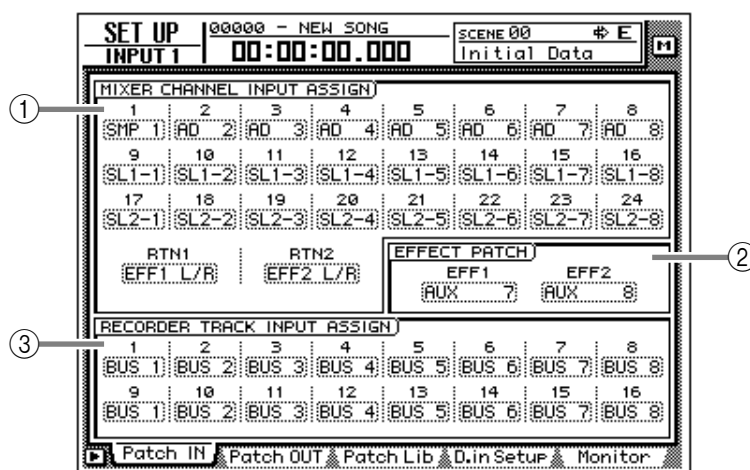 SET UP
INPUT 1
00000 - NEW SONG
00:00:00.000
SCENE 00 E
Initial Data
M
MIXER CHANNEL INPUT ASSIGN
1 2 3 4 5 6 7 8
SMP 1 AD 2 AD 3 AD 4 AD 5 AD 6 AD 7 AD 8
9 10 11 12 13 14 15 16
SL1-1 SL1-2 SL1-3 SL1-4 SL1-5 SL1-6 SL1-7 SL1-8
17 18 19 20 21 22 23 24
SL2-1 SL2-2 SL2-3 SL2-4 SL2-5 SL2-6 SL2-7 SL2-8
RTN1 RTN2
EFF1 L/R EFF2 L/R
EFFECT PATCH
EFF1 EFF2
AUX 7 AUX 8
RECORDER TRACK INPUT ASSIGN
1 2 3 4 5 6 7 8
BUS 1 BUS 2 BUS 3 BUS 4 BUS 5 BUS 6 BUS 7 BUS 8
9 10 11 12 13 14 15 16
BUS 1 BUS 2 BUS 3 BUS 4 BUS 5 BUS 6 BUS 7 BUS 8
Patch IN Patch OUT Patch Lib D.in Setup Monitor
①
②
③